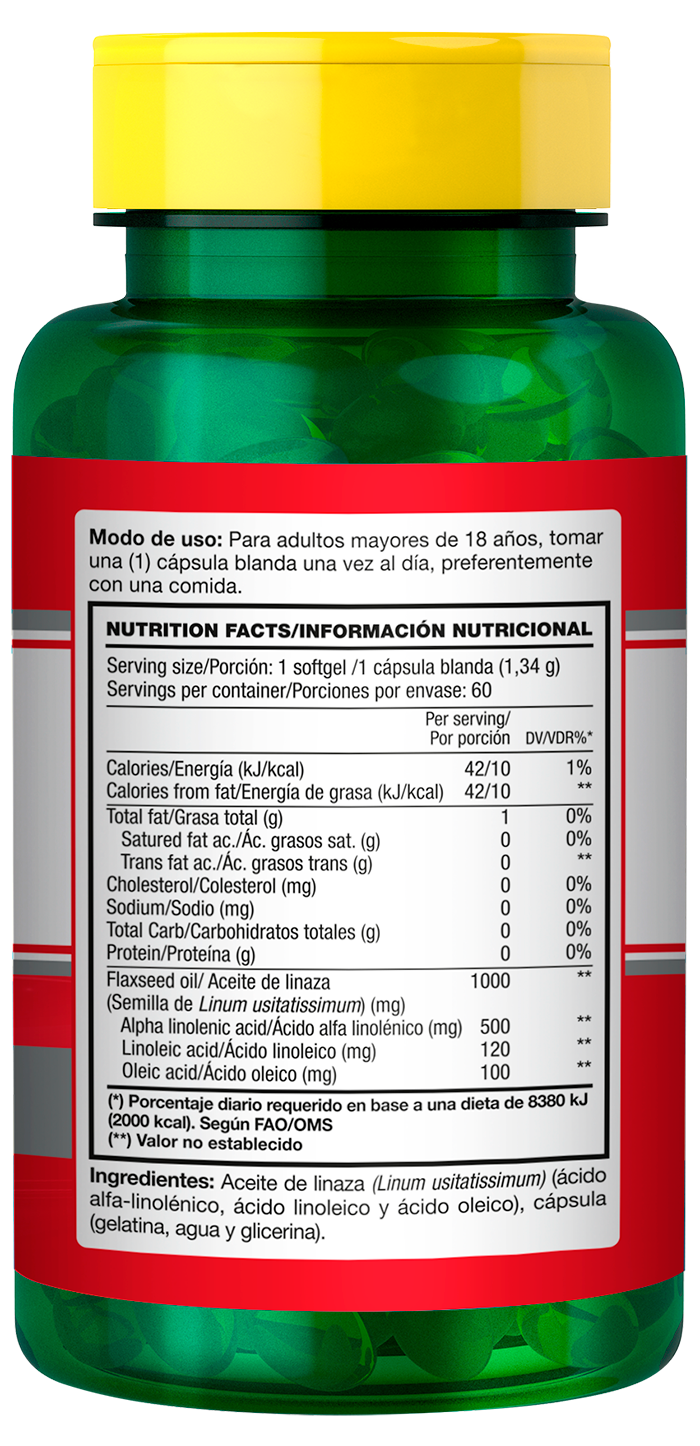 Modo de uso: Para adultos mayores de 18 años, tomar
una (1) cápsula blanda una vez al día, preferentemente
con una comida.
NUTRITION FACTS/INFORMACIÓN NUTRICIONAL
Serving size/Porción: 1 softgel /1 cápsula blanda (1,34 g)
Servings per container/Porciones por envase: 60
Per serving/
Por porción DV/VDR%*
Calories/Energía (kJ/kcal) 42/10 1%
Calories from fat/Energía de grasa (kJ/kcal) 42/10 **
Total fat/Grasa total (g) 1 0%
Satured fat ac./Ác. grasos sat. (g) 0 0%
Trans fat ac./Ác. grasos trans (g) 0 **
Cholesterol/Colesterol (mg) 0 0%
Sodium/Sodio (mg) 0 0%
Total Carb/Carbohidratos totales (g) 0 0%
Protein/Proteína (g) 0 0%
Flaxseed oil/ Aceite de linaza 1000 **
(Semilla de Linum usitatissimum) (mg)
Alpha linolenic acid/Ácido alfa linolénico (mg) 500 **
Linoleic acid/Ácido linoleico (mg) 120 **
Oleic acid/Ácido oleico (mg) 100 **
(*) Porcentaje diario requerido en base a una dieta de 8380 kJ
(2000 kcal). Según FAO/OMS
(**) Valor no establecido
Ingredientes: Aceite de linaza (Linum usitatissimum) (ácido
alfa-linolénico, ácido linoleico y ácido oleico), cápsula
(gelatina, agua y glicerina).